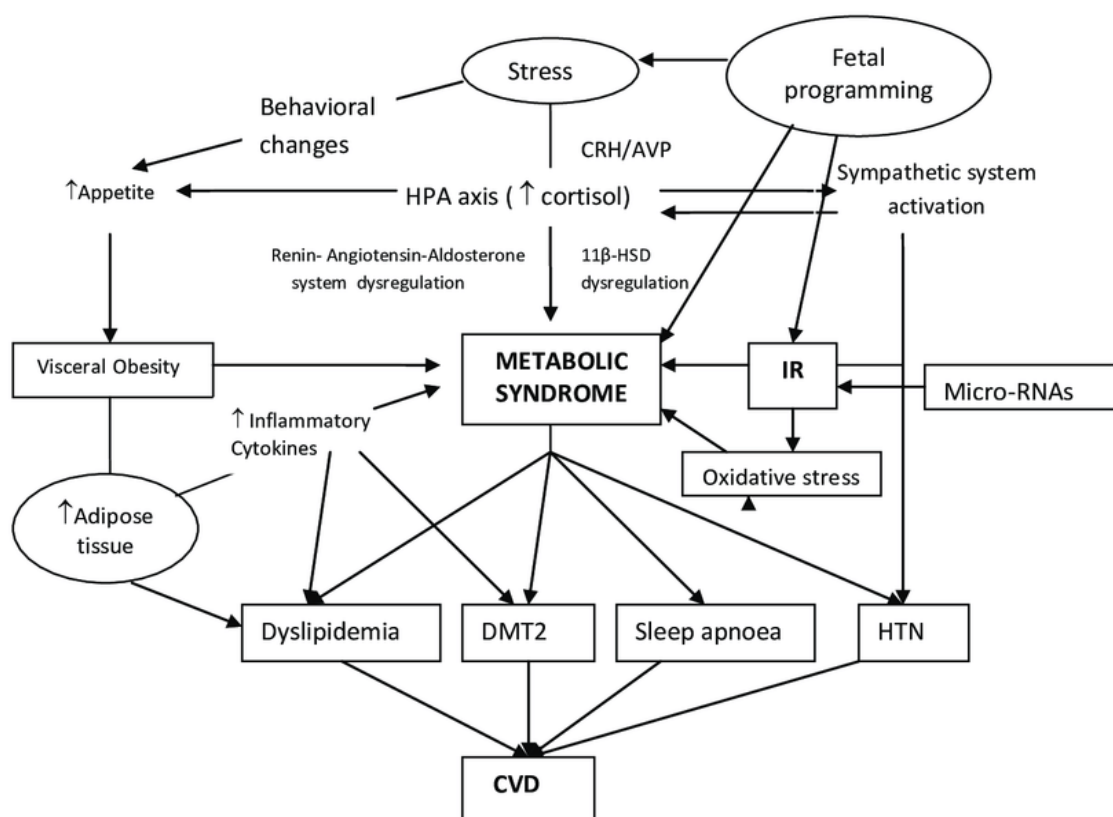 Stress
Fetal
programming
Behavioral
changes
CRH/AVP
↑Appetite
HPA axis (↑ cortisol)
Sympathetic system
activation
Renin- Angiotensin-Aldosterone
system dysregulation
11β-HSD
dysregulation
Visceral Obesity
METABOLIC
SYNDROME
IR
Micro-RNAs
↑ Inflammatory
Cytokines
Oxidative stress
↑Adipose
tissue
Dyslipidemia
DMT2
Sleep apnoea
HTN
CVD